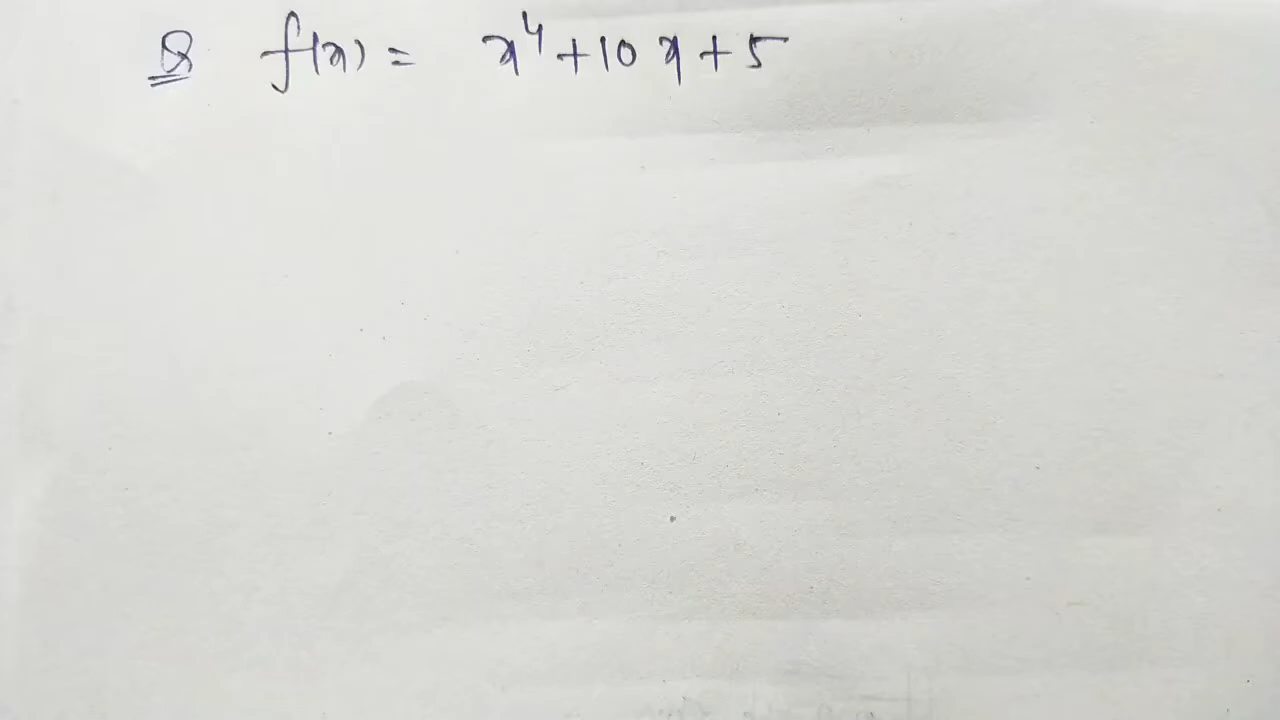 Q f(x) = x⁴ + 10x + 5